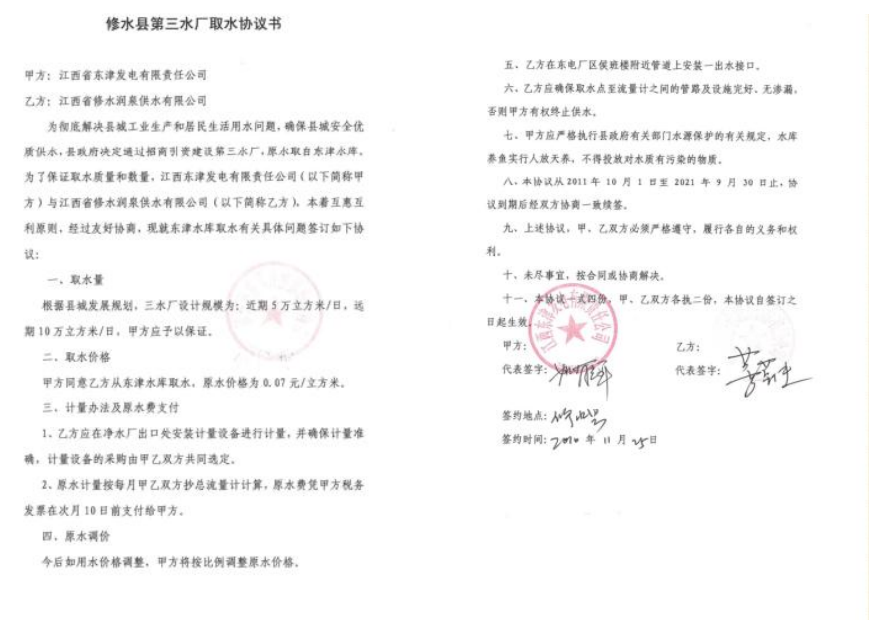 修水县第三水厂取水协议书
甲方：江西省东津发电有限责任公司
乙方：江西省修水润泉供水有限公司
为彻底解决县城工业生产和居民生活用水问题，确保县城安全优
质供水，县政府决定通过招商引资建设第三水厂，原水取自东津水库。
为了保证取水质量和数量，江西东津发电有限责任公司（以下简称甲
方）与江西省修水润泉供水有限公司（以下简称乙方），本着互惠互
利原则，经过友好协商，现就东津水库取水有关具体问题签订如下协
议：
一、取水量
根据县城发展规划，三水厂设计规模为：近期 5 万立方米/日，远
期 10 万立方米/日，甲方应予以保证。
二、取水价格
甲方同意乙方从东津水库取水，原水价格为 0.07 元/立方米。
三、计量办法及原水费支付
1、乙方应在净水厂出口处安装计量设备进行计量，并确保计量准
确，计量设备的采购由甲乙双方共同选定。
2、原水计量按每月甲乙双方抄总流量计计算，原水费凭甲方税务
发票在次月 10 日前支付给甲方。
四、原水调价
今后如用水价格调整，甲方将按比例调整原水价格。
五、乙方在东电厂区侯班楼附近管道上安装一出水接口。
六、乙方应确保取水点至流量计之间的管路及设施完好、无渗漏，
否则甲方有权终止供水。
七、甲方应严格执行县政府有关部门水源保护的有关规定，水库
养鱼实行人放天养，不得投放对水质有污染的物质。
八、本协议从 2011 年 10 月 1 日至 2021 年 9 月 30 日止，协
议到期后经双方协商一致续签。
九、上述协议，甲、乙双方必须严格遵守，履行各自的义务和权
利。
十、未尽事宜，按合同或协商解决。
十一、本协议一式四份，甲、乙双方各执二份，本协议自签订之
日起生效。
甲方：
乙方：
代表签字：
代表签字：
签约地点：修水县
签约时间：2010 年 11 月 25 日